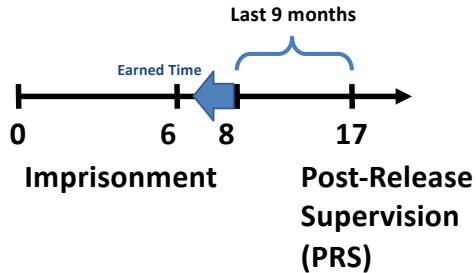 Last 9 months
Earned Time
0 6 8 17
Imprisonment
Post-Release
Supervision
(PRS)